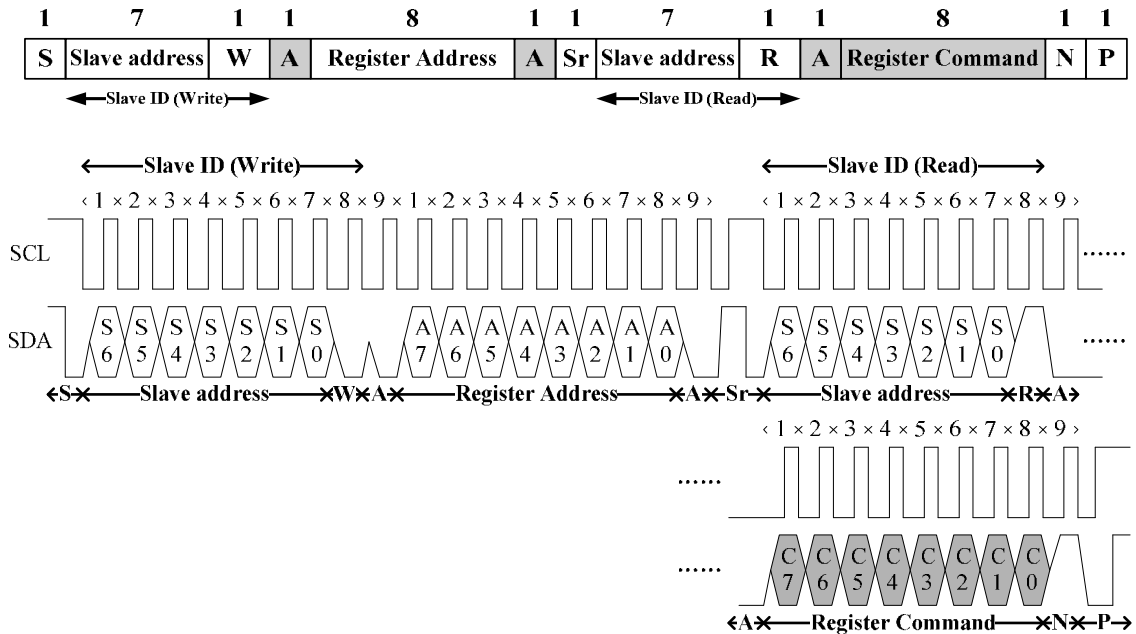 1 7 1 1 8 1 1 7 1 1 8 1 1
S Slave address W A Register Address A Sr Slave address R A Register Command N P
Slave ID (Write) Slave ID (Read)
Slave ID (Write) Slave ID (Read)
‹ 1 × 2 × 3 × 4 × 5 × 6 × 7 × 8 × 9 × 1 × 2 × 3 × 4 × 5 × 6 × 7 × 8 × 9 › ‹ 1 × 2 × 3 × 4 × 5 × 6 × 7 × 8 × 9 ›
SCL ......
SDA S6 S5 S4 S3 S2 S1 S0 A7 A6 A5 A4 A3 A2 A1 A0 S6 S5 S4 S3 S2 S1 S0 ......
S Slave address W A Register Address A Sr Slave address R A
‹ 1 × 2 × 3 × 4 × 5 × 6 × 7 × 8 × 9 ›
......
...... C7 C6 C5 C4 C3 C2 C1 C0
A Register Command N P